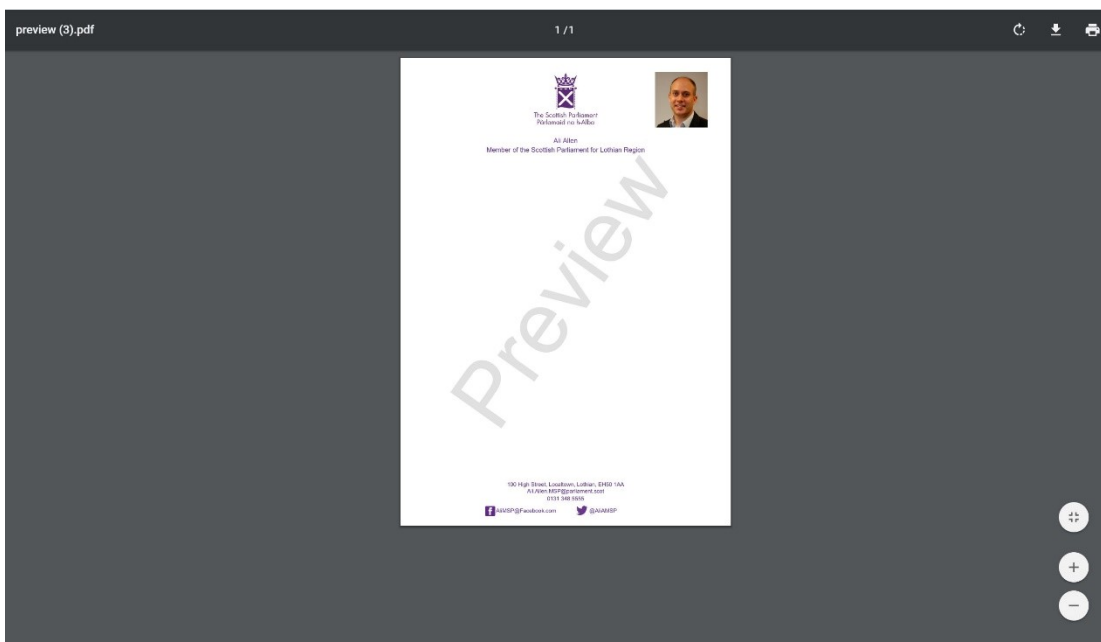 preview (3).pdf
1 / 1
The Scottish Parliament
Pàrlamaid na h-Alba
Ali Allen
Member of the Scottish Parliament for Lothian Region
Preview
100 High Street, Localtown, Lothian, EH50 1AA
Ali.Allen.MSP@parliament.scot
0131 348 5555
AliMSP@Facebook.com
@AliAMSP